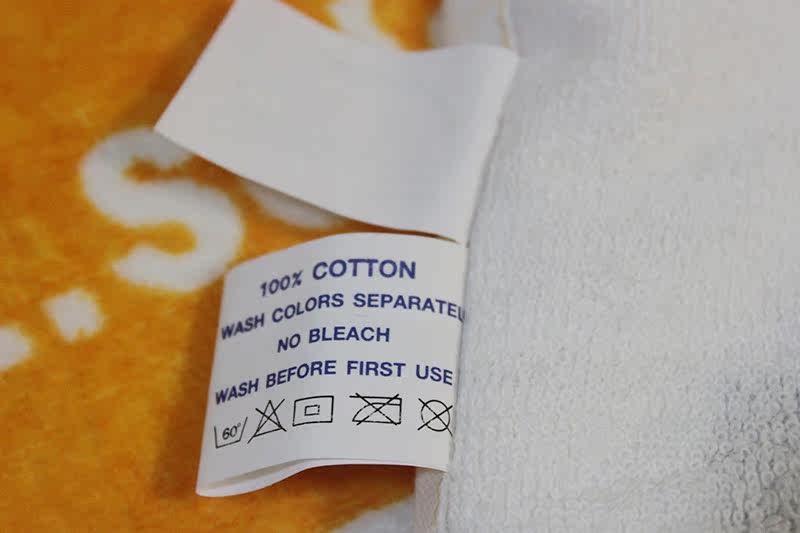 S
100% COTTON
WASH COLORS SEPARATEL
NO BLEACH
WASH BEFORE FIRST USE
60°